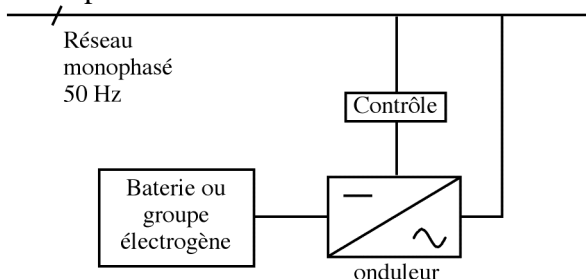 Réseau
monophasé
50 Hz
Contrôle
Baterie ou
groupe
électrogène
onduleur